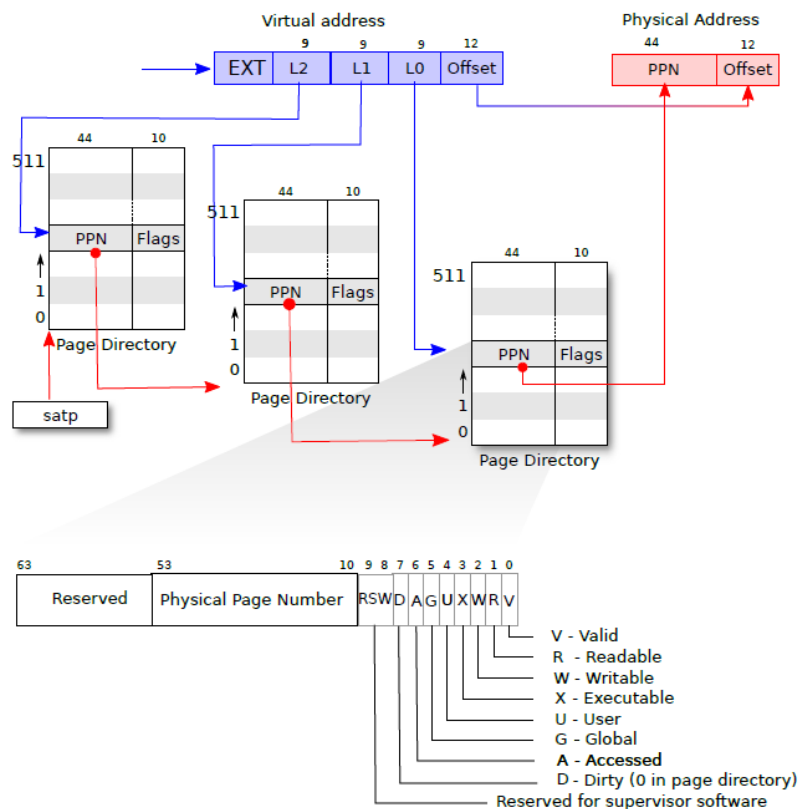 Virtual address
Physical Address
9 9 9 12
44 12
EXT L2 L1 L0 Offset
PPN Offset
44 10
511
PPN Flags
1
0
Page Directory
satp
44 10
511
PPN Flags
1
0
Page Directory
44 10
511
PPN Flags
1
0
Page Directory
63 53 10 9 8 7 6 5 4 3 2 1 0
Reserved Physical Page Number RSW D A G U X W R V
V - Valid
R - Readable
W - Writable
X - Executable
U - User
G - Global
A - Accessed
D - Dirty (0 in page directory)
Reserved for supervisor software